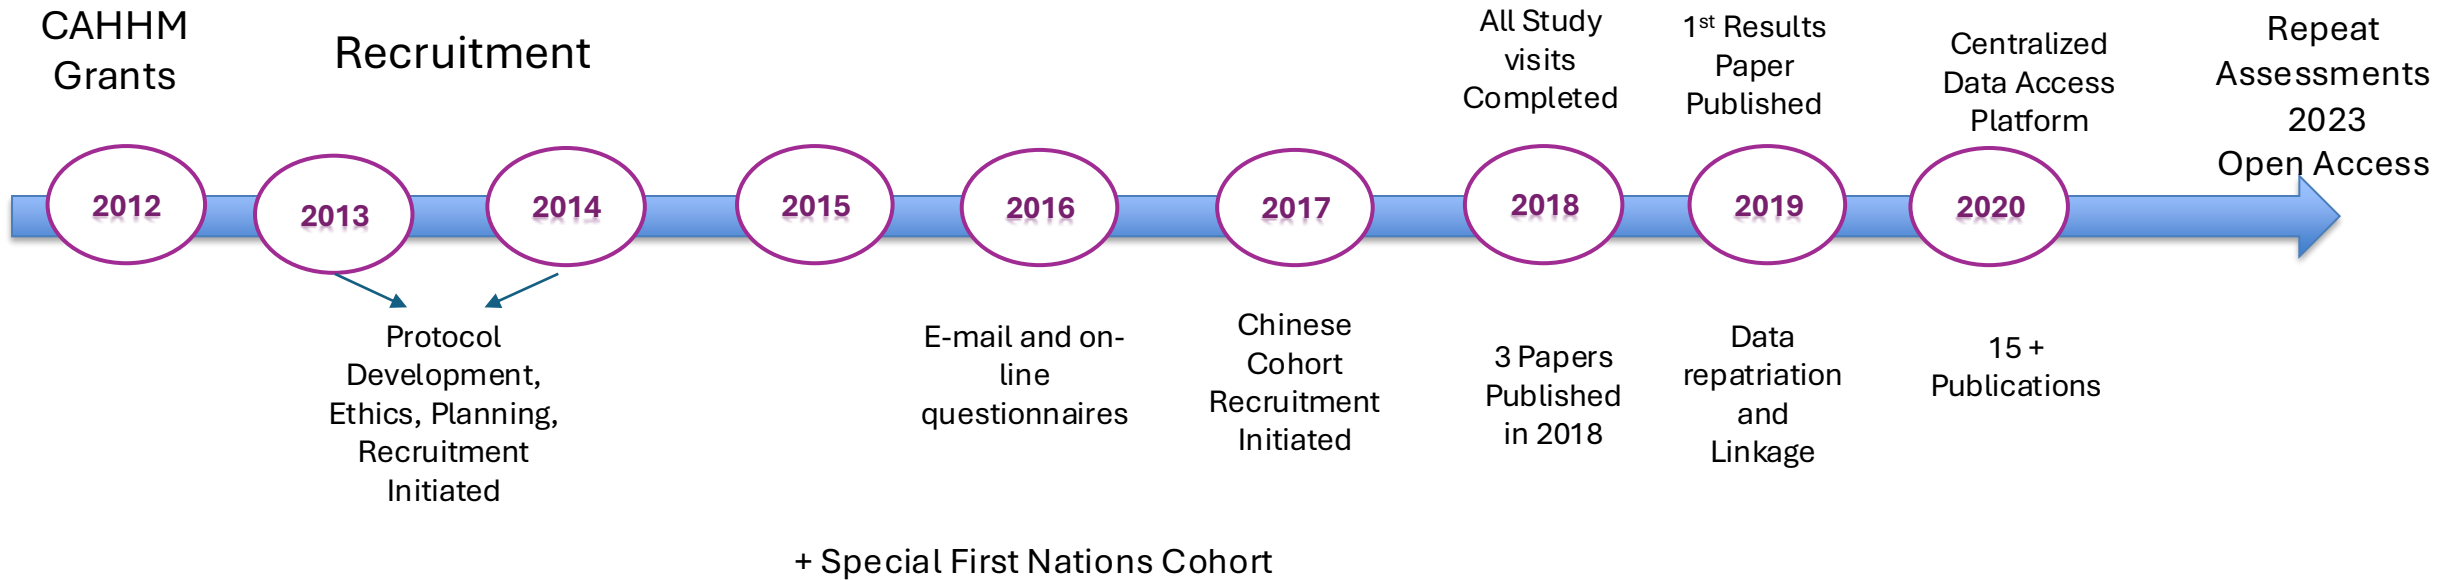 CAHHM
Grants
Recruitment
All Study
visits
Completed
1st Results
Paper
Published
Centralized
Data Access
Platform
Repeat
Assessments
2023
Open Access
2012
2013
2014
2015
2016
2017
2018
2019
2020
Protocol
Development,
Ethics, Planning,
Recruitment
Initiated
E-mail and on-
line
questionnaires
Chinese
Cohort
Recruitment
Initiated
3 Papers
Published
in 2018
Data
repatriation
and
Linkage
15 +
Publications
+ Special First Nations Cohort